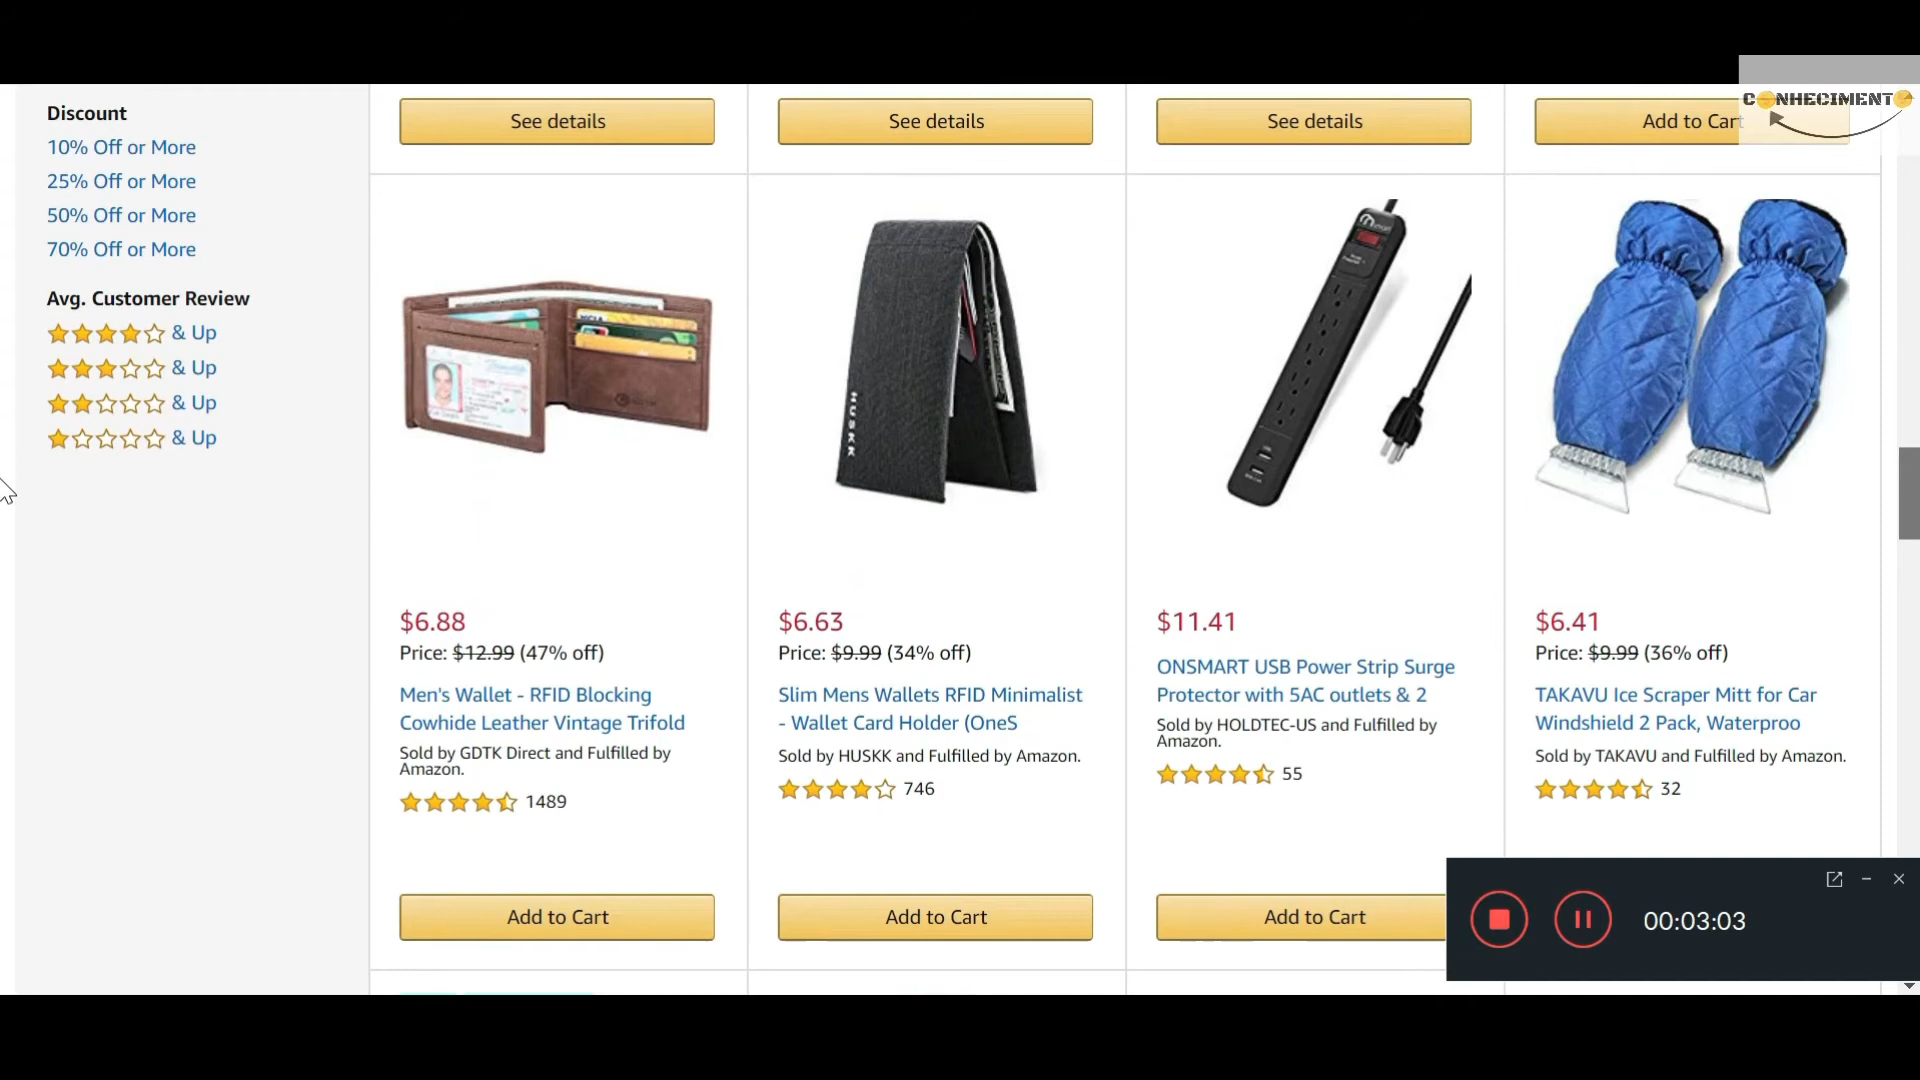 Discount
10% Off or More
25% Off or More
50% Off or More
70% Off or More
Avg. Customer Review
& Up
& Up
& Up
& Up
See details
See details
See details
Add to Cart
CONHECIMENTO
HUSKK
$6.88
Price: $12.99 (47% off)
Men's Wallet - RFID Blocking
Cowhide Leather Vintage Trifold
Sold by GDTK Direct and Fulfilled by
Amazon.
1489
Add to Cart
$6.63
Price: $9.99 (34% off)
Slim Mens Wallets RFID Minimalist
- Wallet Card Holder (OneS
Sold by HUSKK and Fulfilled by Amazon.
746
Add to Cart
$11.41
ONSMART USB Power Strip Surge
Protector with 5AC outlets & 2
Sold by HOLDTEC-US and Fulfilled by
Amazon.
55
Add to Cart
$6.41
Price: $9.99 (36% off)
TAKAVU Ice Scraper Mitt for Car
Windshield 2 Pack, Waterproo
Sold by TAKAVU and Fulfilled by Amazon.
32
00:03:03